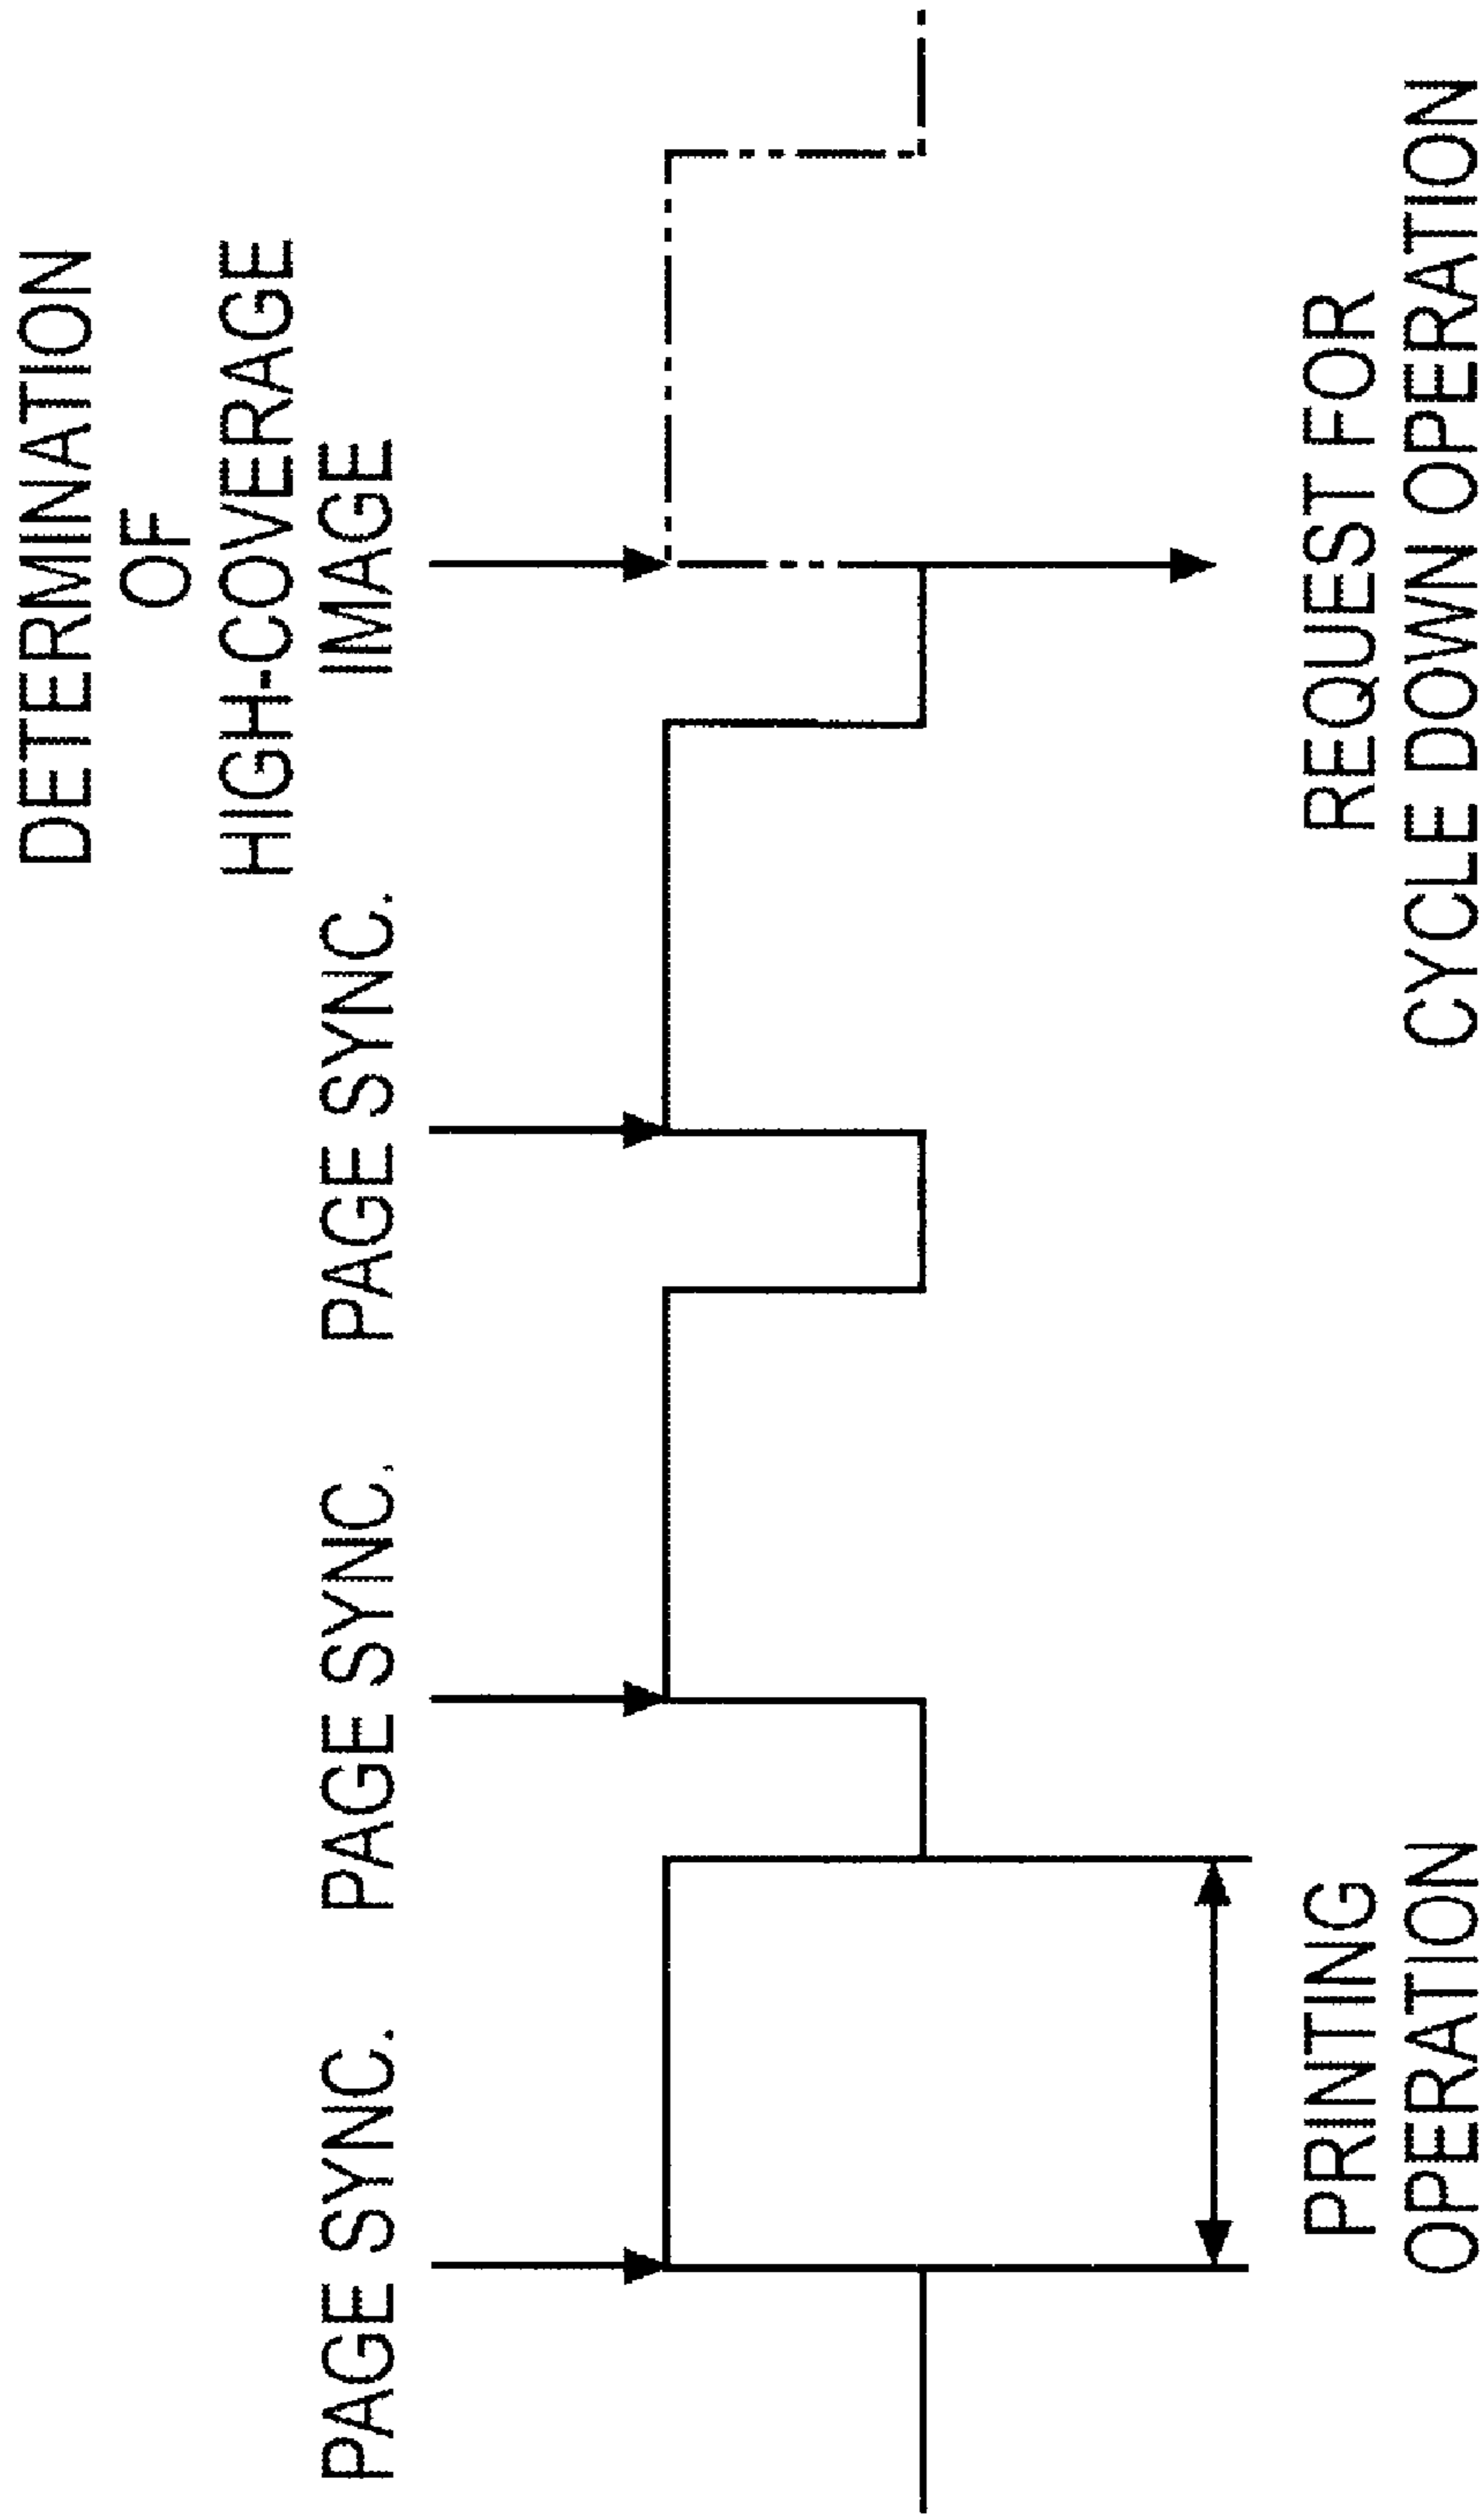 DETERMINATION
OF
HIGH-COVERAGE
IMAGE
PAGE SYNC.
PAGE SYNC.
PAGE SYNC.
PRINTING
OPERATION
REQUEST FOR
CYCLE DOWN OPERATION